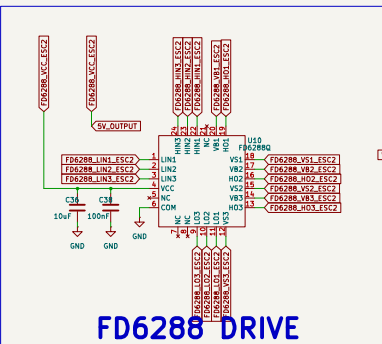 FD6288_VCC_ESC2
FD6288_VCC_ESC2
5V_OUTPUT
FD6288_HIN3_ESC2
FD6288_HIN2_ESC2
FD6288_HIN1_ESC2
FD6288_VB1_ESC2
FD6288_HO1_ESC2
24 23 22 21 20 19
HIN3 HIN2 HIN1 NC VB1 HO1
U10
FD6288Q
FD6288_LIN1_ESC2 1 LIN1 VS1 18 FD6288_VS1_ESC2
FD6288_LIN2_ESC2 2 LIN2 VB2 17 FD6288_VB2_ESC2
FD6288_LIN3_ESC2 3 LIN3 HO2 16 FD6288_HO2_ESC2
4 VCC VS2 15 FD6288_VS2_ESC2
5 NC VB3 14 FD6288_VB3_ESC2
6 COM HO3 13 FD6288_HO3_ESC2
C36
10uF
C38
100nF
GND
GND
GND
NC NC LO3 LO2 LO1 VS3
7 8 9 10 11 12
FD6288_LO3_ESC2
FD6288_LO2_ESC2
FD6288_LO1_ESC2
FD6288_VS3_ESC2
FD6288 DRIVE